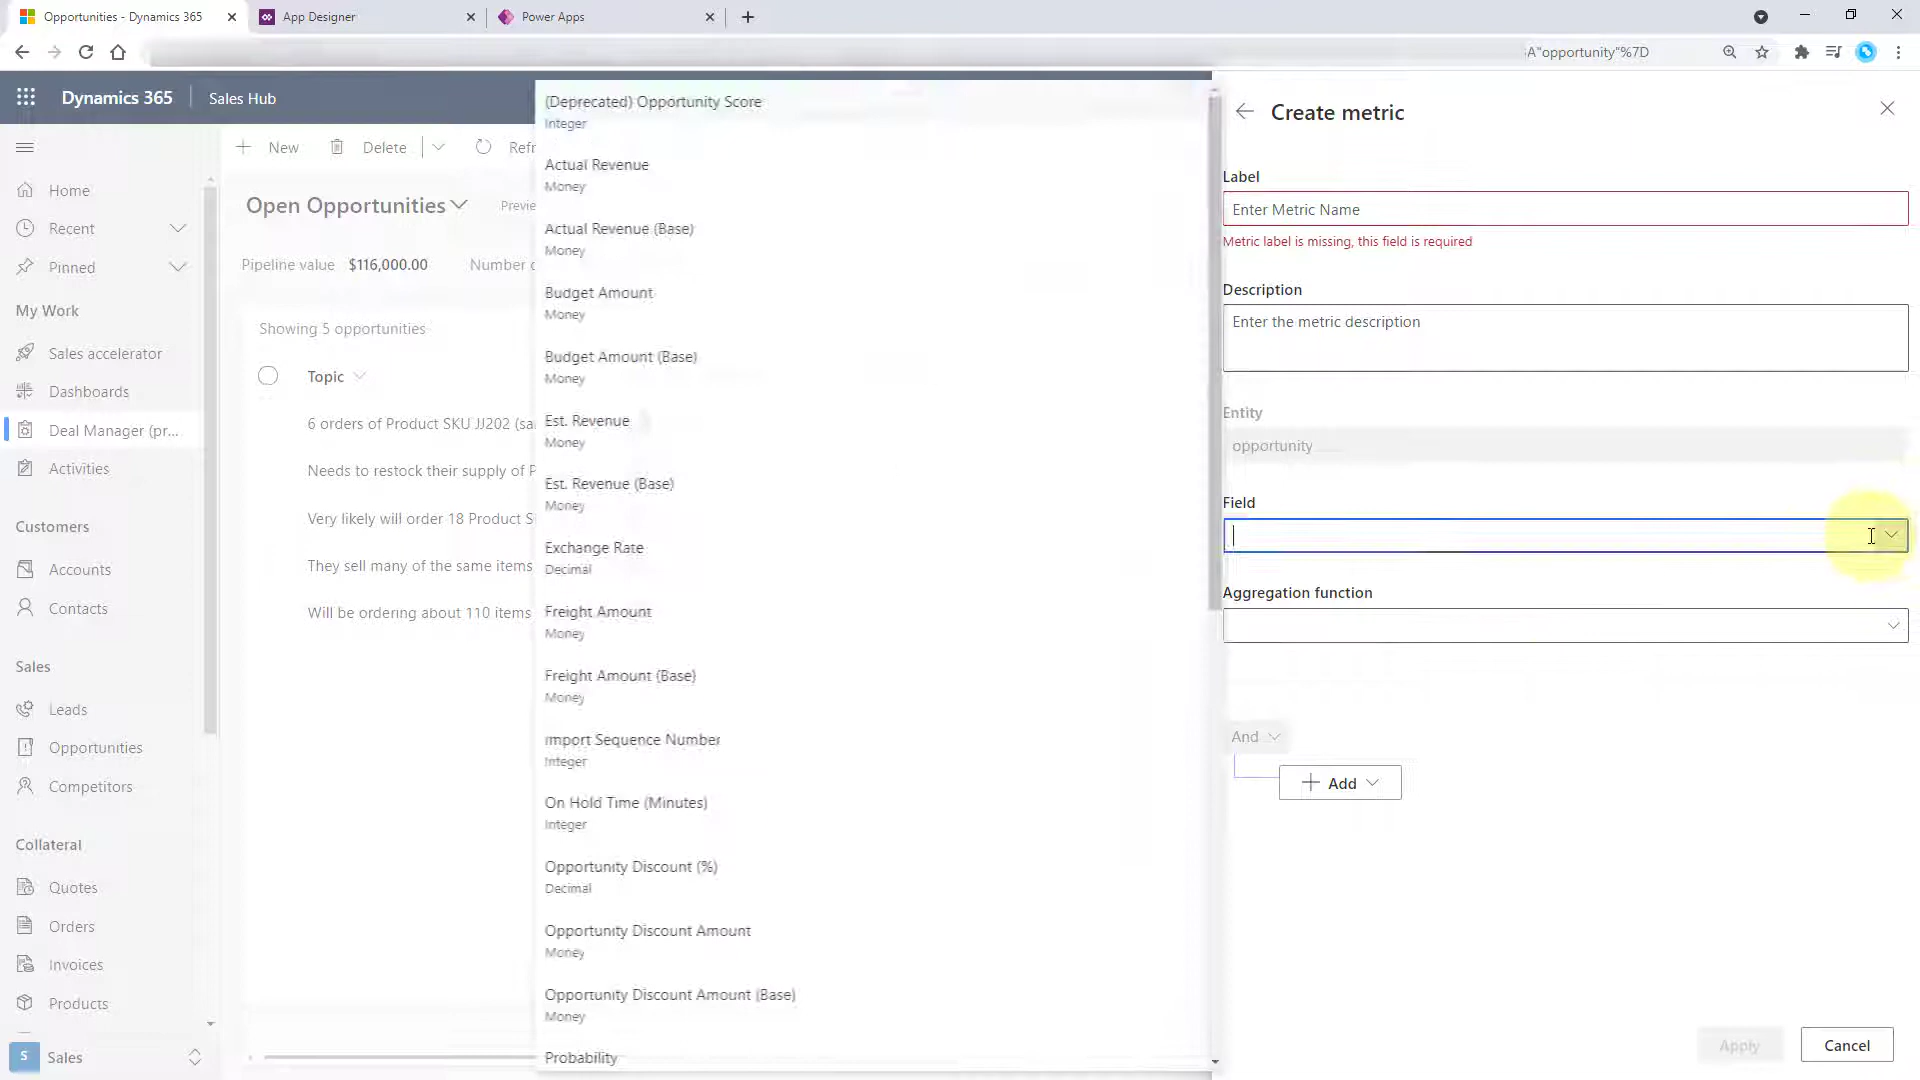 Opportunities - Dynamics 365
App Designer
Power Apps
A"opportunity"%7D
Dynamics 365
Sales Hub
New
Delete
Refr
Open Opportunities
Previe
Pipeline value $116,000.00
Number o
Showing 5 opportunities
Topic
6 orders of Product SKU JJ202 (sa
Needs to restock their supply of P
Very likely will order 18 Product S
They sell many of the same items
Will be ordering about 110 items
Home
Recent
Pinned
My Work
Sales accelerator
Dashboards
Deal Manager (pr...
Activities
Customers
Accounts
Contacts
Sales
Leads
Opportunities
Competitors
Collateral
Quotes
Orders
Invoices
Products
S
Sales
(Deprecated) Opportunity Score
Integer
Actual Revenue
Money
Actual Revenue (Base)
Money
Budget Amount
Money
Budget Amount (Base)
Money
Est. Revenue
Money
Est. Revenue (Base)
Money
Exchange Rate
Decimal
Freight Amount
Money
Freight Amount (Base)
Money
Import Sequence Number
Integer
On Hold Time (Minutes)
Integer
Opportunity Discount (%)
Decimal
Opportunity Discount Amount
Money
Opportunity Discount Amount (Base)
Money
Probability
Create metric
Label
Enter Metric Name
Metric label is missing, this field is required
Description
Enter the metric description
Entity
opportunity
Field
Aggregation function
And
Add
Apply
Cancel